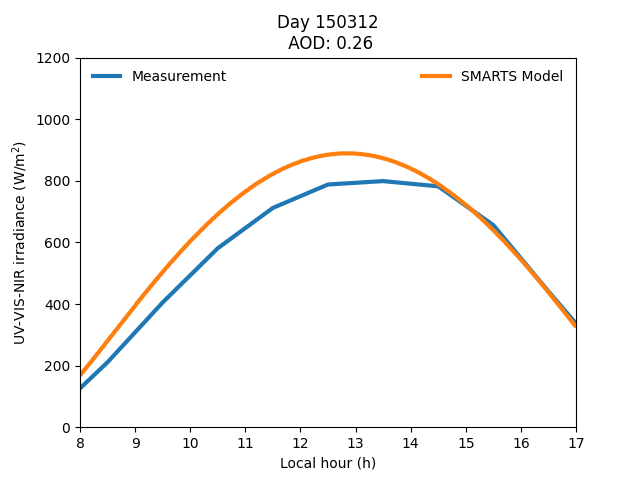 Day 150312
AOD: 0.26
Measurement
SMARTS Model
UV-VIS-NIR irradiance (W/m²)
1200
1000
800
600
400
200
0
8 9 10 11 12 13 14 15 16 17
Local hour (h)